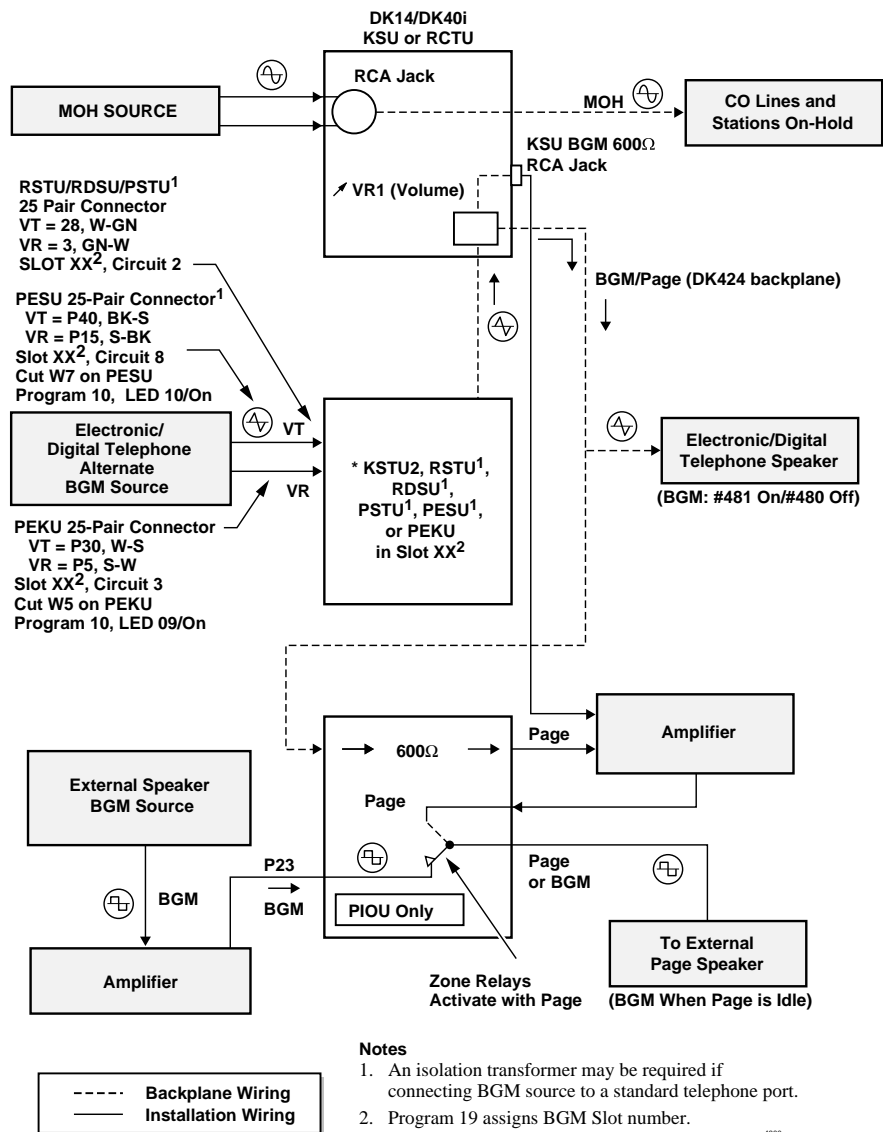 DK14/DK40i
KSU or RCTU
RCA Jack
MOH SOURCE
MOH
CO Lines and
Stations On-Hold
KSU BGM 600Ω
RCA Jack
VR1 (Volume)
RSTU/RDSU/PSTU1
25 Pair Connector
VT = 28, W-GN
VR = 3, GN-W
SLOT XX2, Circuit 2
BGM/Page (DK424 backplane)
PESU 25-Pair Connector1
VT = P40, BK-S
VR = P15, S-BK
Slot XX2, Circuit 8
Cut W7 on PESU
Program 10, LED 10/On
Electronic/
Digital Telephone
Alternate
BGM Source
VT
VR
* KSTU2, RSTU1,
RDSU1,
PSTU1, PESU1,
or PEKU
in Slot XX2
Electronic/Digital
Telephone Speaker
(BGM: #481 On/#480 Off)
PEKU 25-Pair Connector
VT = P30, W-S
VR = P5, S-W
Slot XX2, Circuit 3
Cut W5 on PEKU
Program 10, LED 09/On
600Ω
Page
Amplifier
External Speaker
BGM Source
Page
P23
BGM
BGM
Page
or BGM
PIOU Only
Amplifier
Zone Relays
Activate with Page
To External
Page Speaker
(BGM When Page is Idle)
Backplane Wiring
Installation Wiring
Notes
1. An isolation transformer may be required if
connecting BGM source to a standard telephone port.
2. Program 19 assigns BGM Slot number.